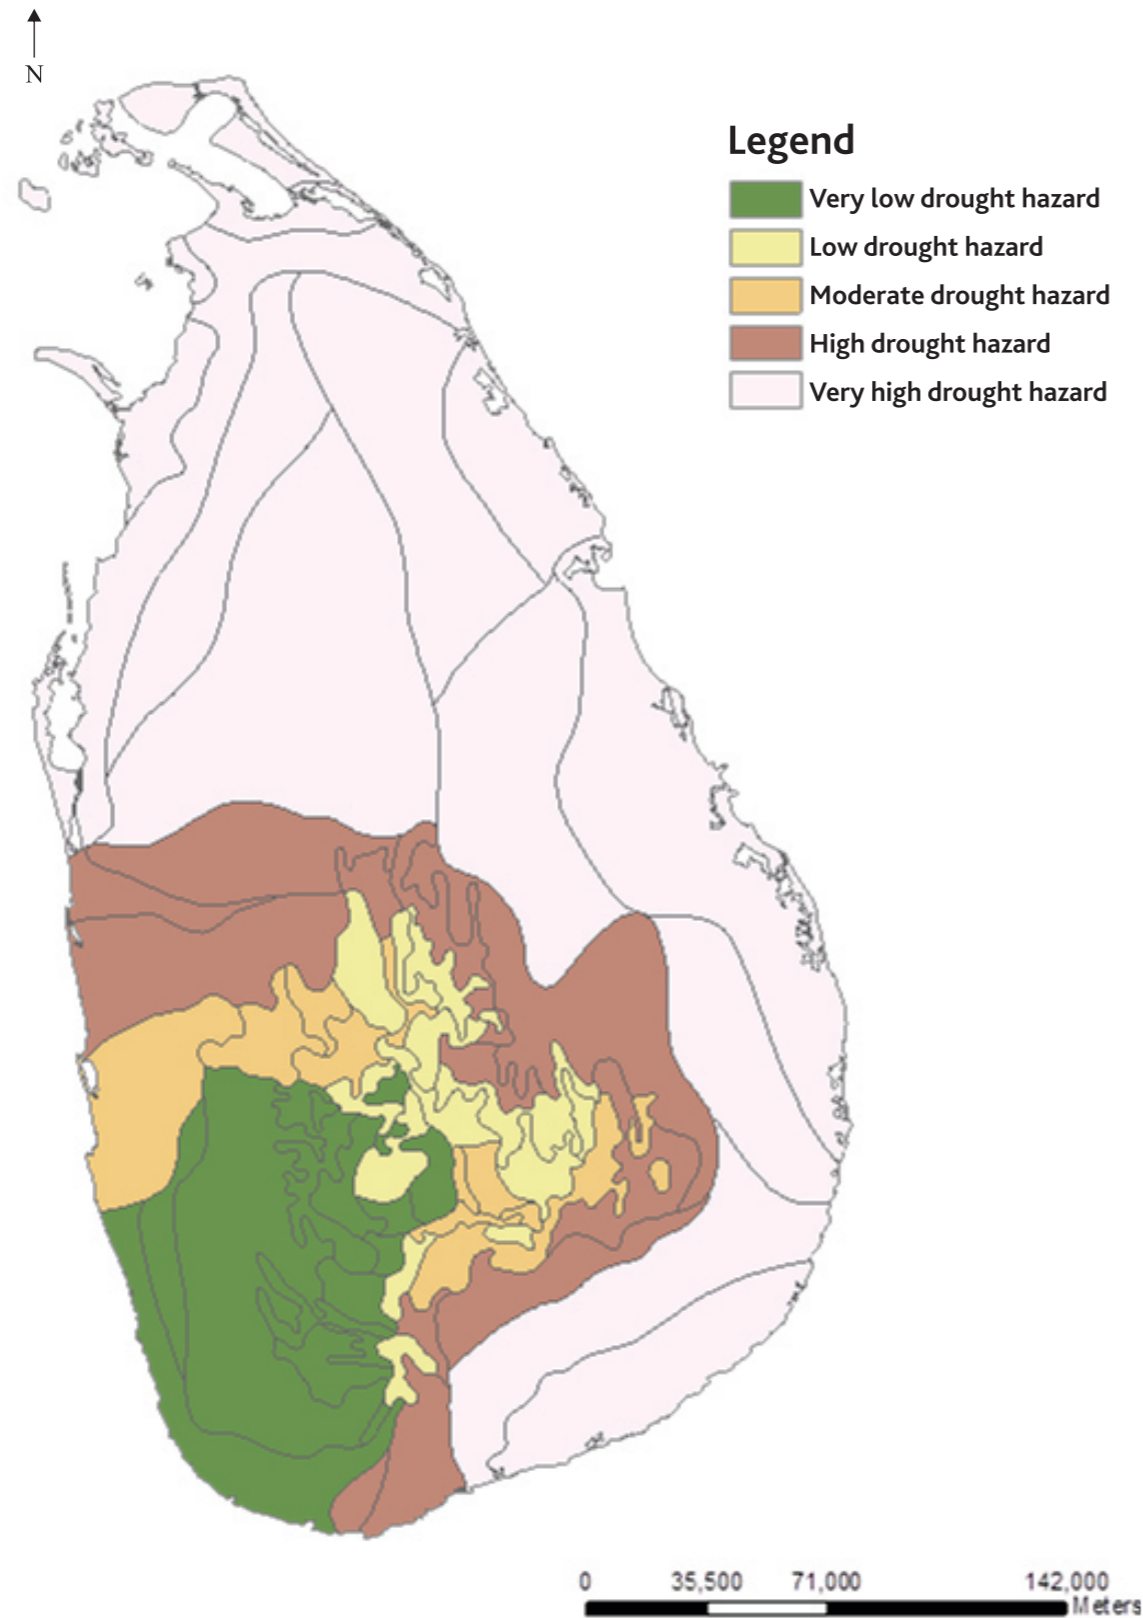 N
Legend
Very low drought hazard
Low drought hazard
Moderate drought hazard
High drought hazard
Very high drought hazard
0 35,500 71,000 142,000
Meters